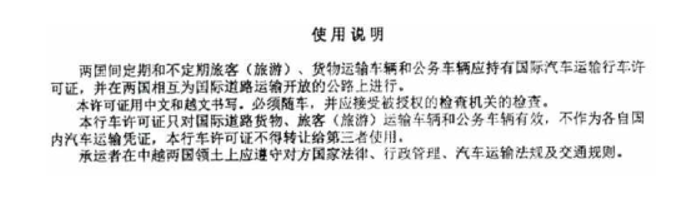 使用说明
两国间定期和不定期旅客（旅游）、货物运输车辆和公务车辆应持有国际汽车运输行车许
可证，并在两国相互为国际道路运输开放的公路上进行。
本许可证用中文和越文书写。必须随车，并应接受被授权的检查机关的检查。
本行车许可证只对国际道路货物、旅客（旅游）运输车辆和公务车辆有效，不作为各自国
内汽车运输凭证，本行车许可证不得转让给第三者使用。
承运者在中越两国领土上应遵守对方国家法律、行政管理、汽车运输法规及交通规则。